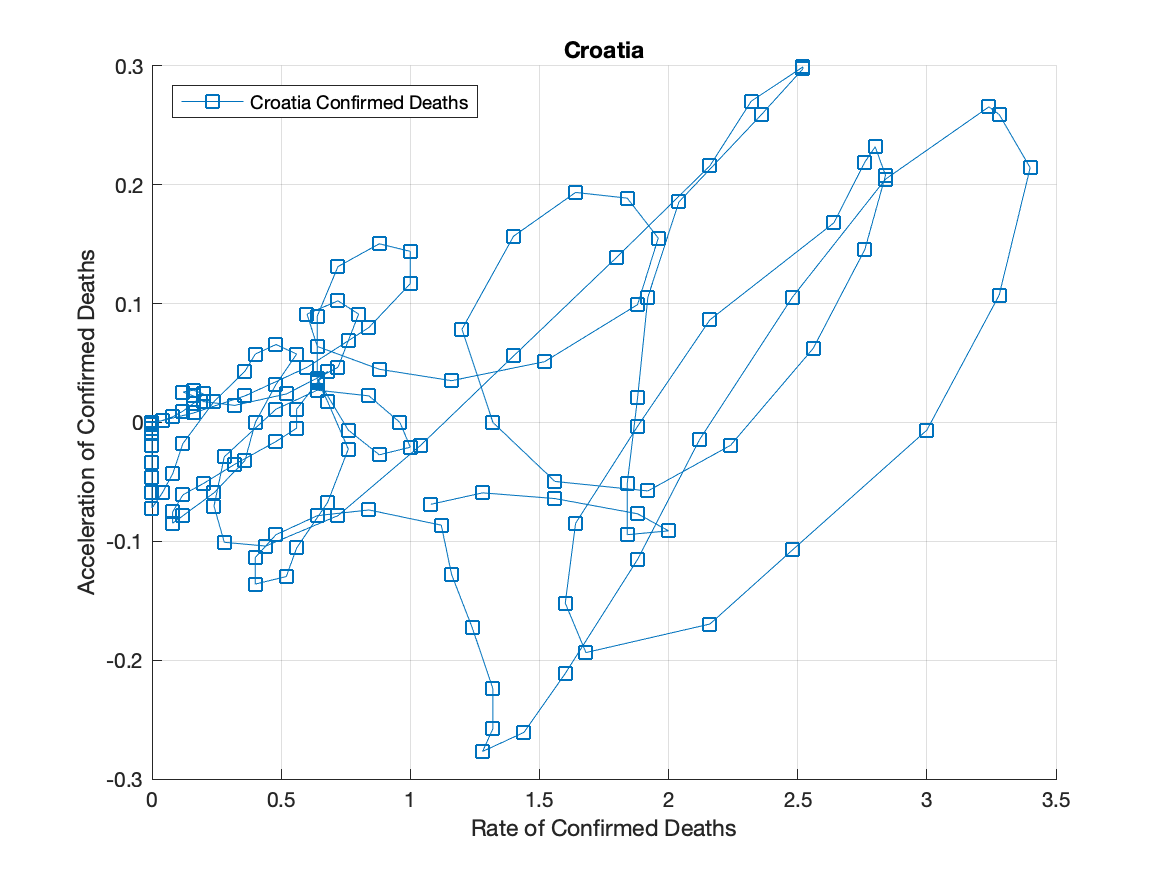 Croatia
Croatia Confirmed Deaths
0.3
0.2
0.1
0
-0.1
-0.2
-0.3
Acceleration of Confirmed Deaths
0 0.5 1 1.5 2 2.5 3 3.5
Rate of Confirmed Deaths